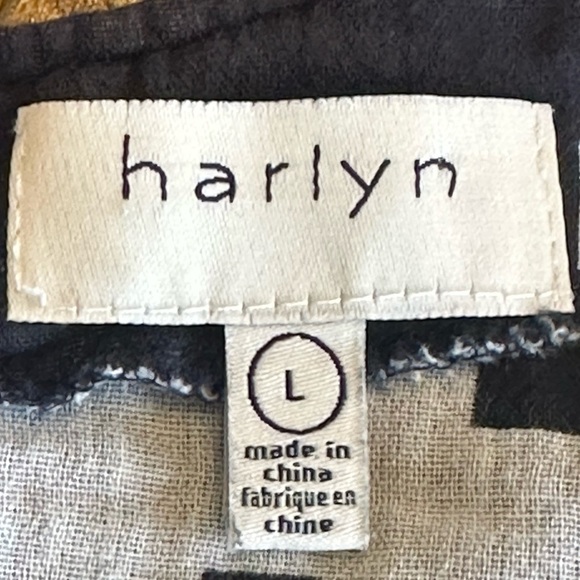 harlyn
L
made in
china
fabrique en
chine